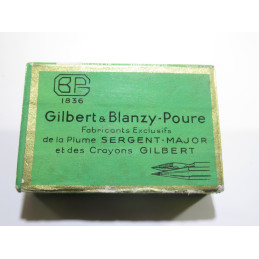 GBP
1836
Gilbert & Blanzy-Poure
Fabricants Exclusifs
de la Plume SERGENT-MAJOR
et des Crayons GILBERT